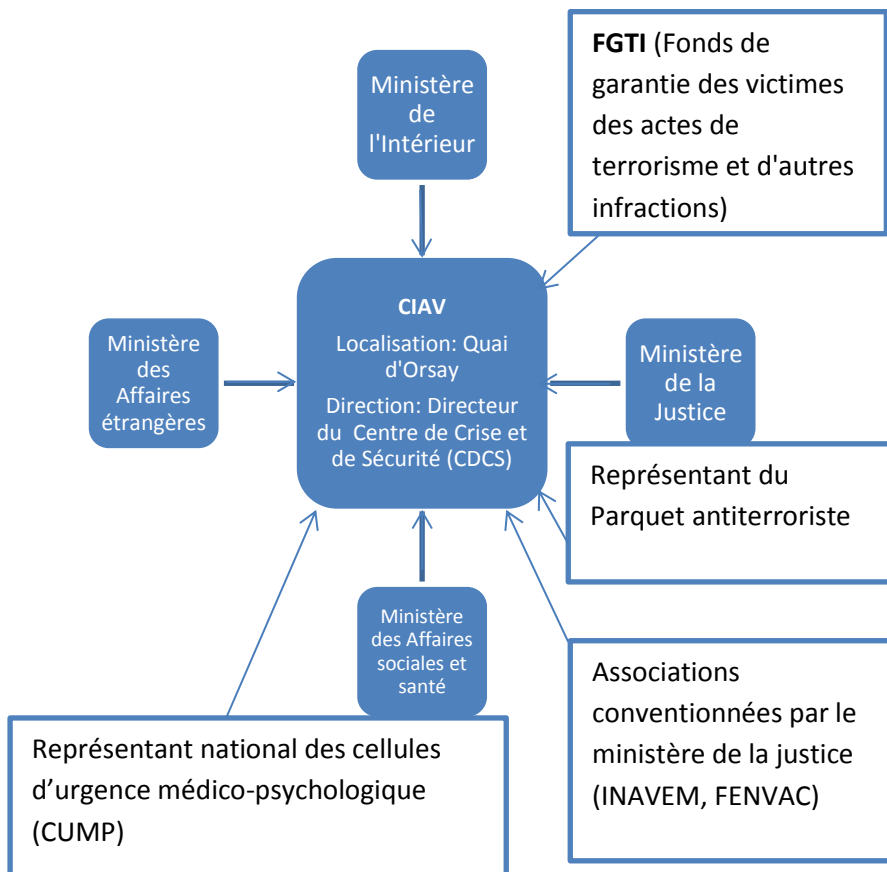 Ministère
de
l'Intérieur
FGTI (Fonds de
garantie des victimes
des actes de
terrorisme et d'autres
infractions)
Ministère
des
Affaires
étrangères
CIAV
Localisation: Quai
d'Orsay
Direction: Directeur
du Centre de Crise et
de Sécurité (CDCS)
Ministère
de la
Justice
Représentant du
Parquet antiterroriste
Ministère
des Affaires
sociales et
santé
Associations
conventionnées par le
ministère de la justice
(INAVEM, FENVAC)
Représentant national des cellules
d’urgence médico-psychologique
(CUMP)